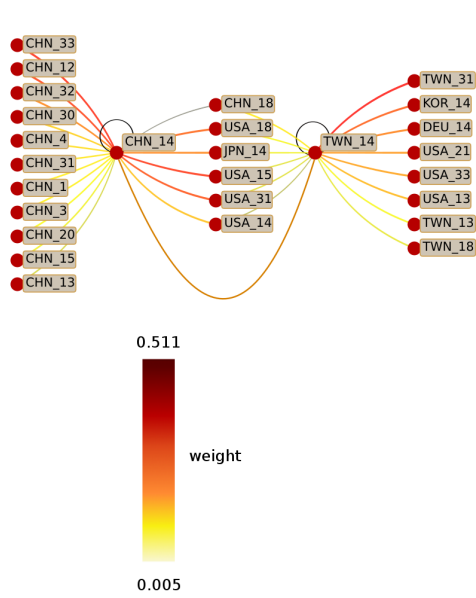 CHN_33
CHN_12
CHN_32
CHN_30
CHN_4
CHN_31
CHN_1
CHN_3
CHN_20
CHN_15
CHN_13
CHN_14
CHN_18
USA_18
JPN_14
USA_15
USA_31
USA_14
TWN_14
TWN_31
KOR_14
DEU_14
USA_21
USA_33
USA_13
TWN_13
TWN_18
0.511
weight
0.005